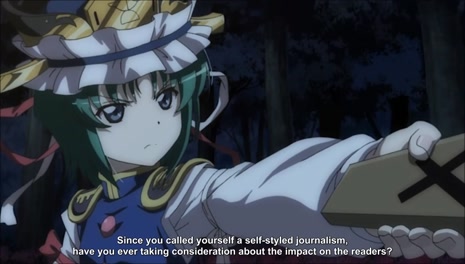 Since you called yourself a self-styled journalism,
have you ever taking consideration about the impact on the readers?